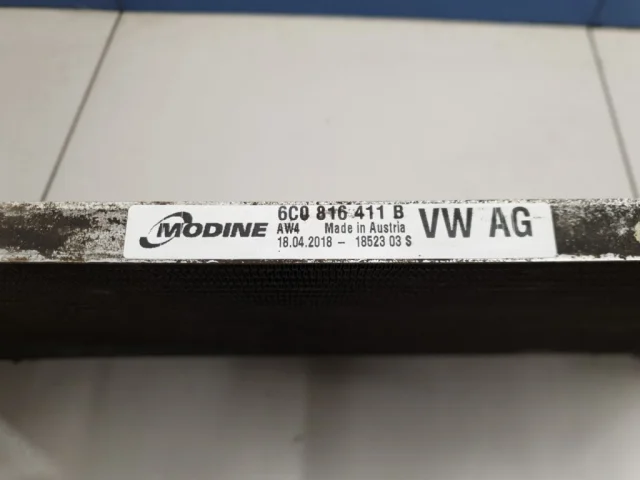 MODINE
6C0 816 411 B
AW4 Made in Austria
18.04.2018 - 18523 03 S
VW AG